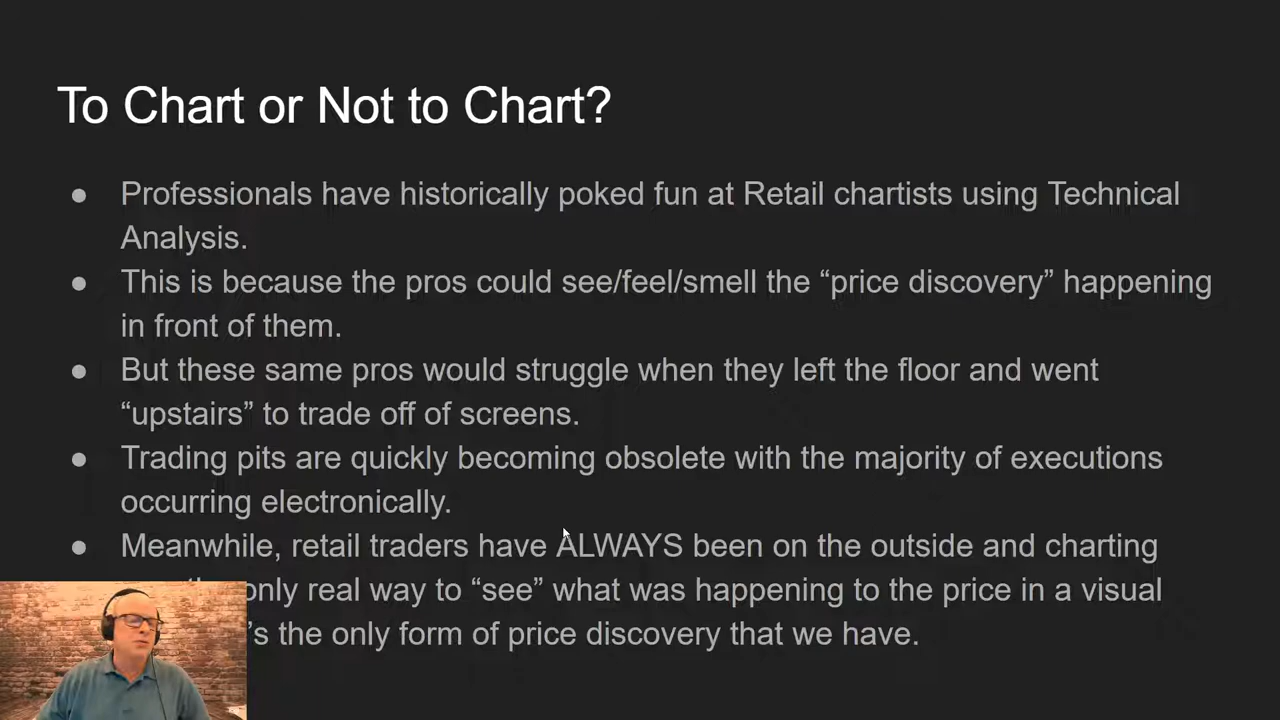 To Chart or Not to Chart?
● Professionals have historically poked fun at Retail chartists using Technical
Analysis.
● This is because the pros could see/feel/smell the “price discovery” happening
in front of them.
● But these same pros would struggle when they left the floor and went
“upstairs” to trade off of screens.
● Trading pits are quickly becoming obsolete with the majority of executions
occurring electronically.
● Meanwhile, retail traders have ALWAYS been on the outside and charting
only real way to “see” what was happening to the price in a visual
’s the only form of price discovery that we have.